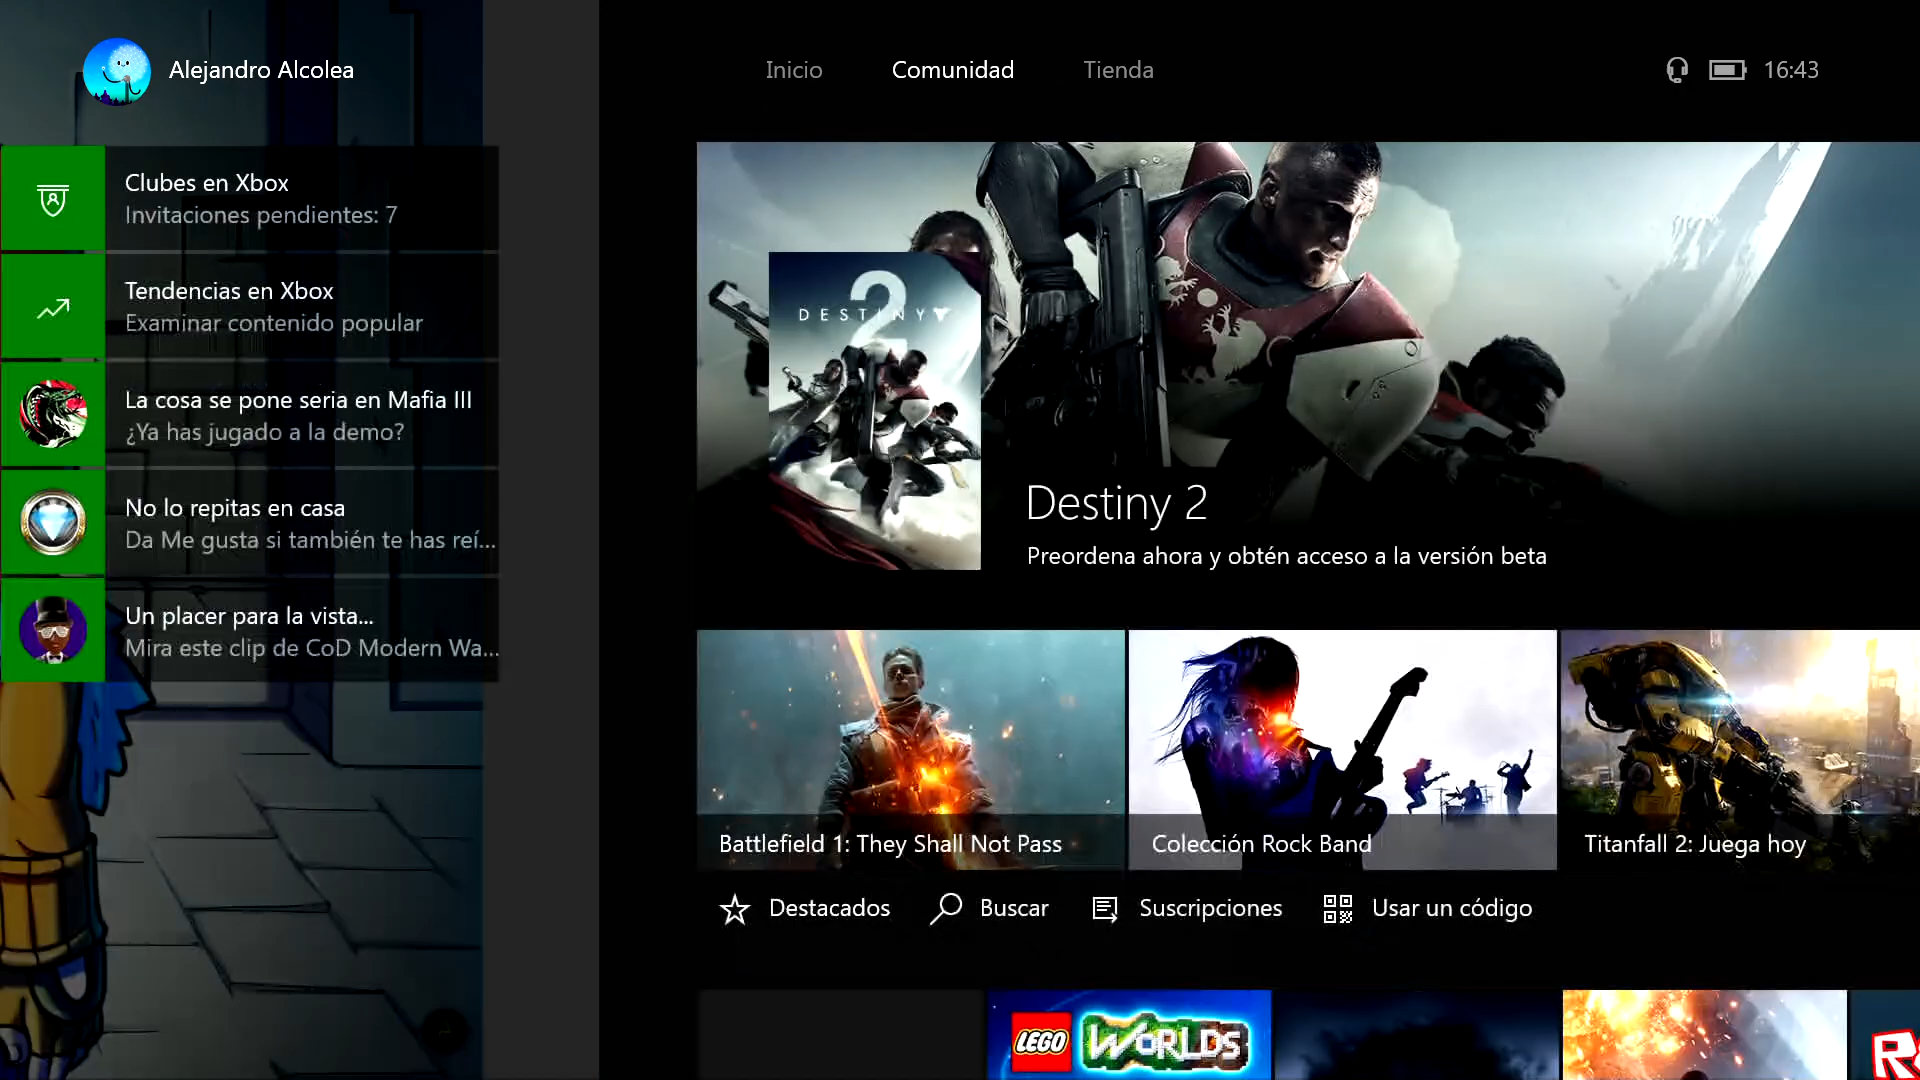 Alejandro Alcolea
Inicio
Comunidad
Tienda
16:43
Clubes en Xbox
Invitaciones pendientes: 7
Tendencias en Xbox
Examinar contenido popular
La cosa se pone seria en Mafia III
¿Ya has jugado a la demo?
No lo repitas en casa
Da Me gusta si también te has reí...
Un placer para la vista...
Mira este clip de CoD Modern Wa...
2
DESTINY
Destiny 2
Preordena ahora y obtén acceso a la versión beta
Battlefield 1: They Shall Not Pass
Colección Rock Band
Titanfall 2: Juega hoy
Destacados
Buscar
Suscripciones
Usar un código
LEGO WORLDS